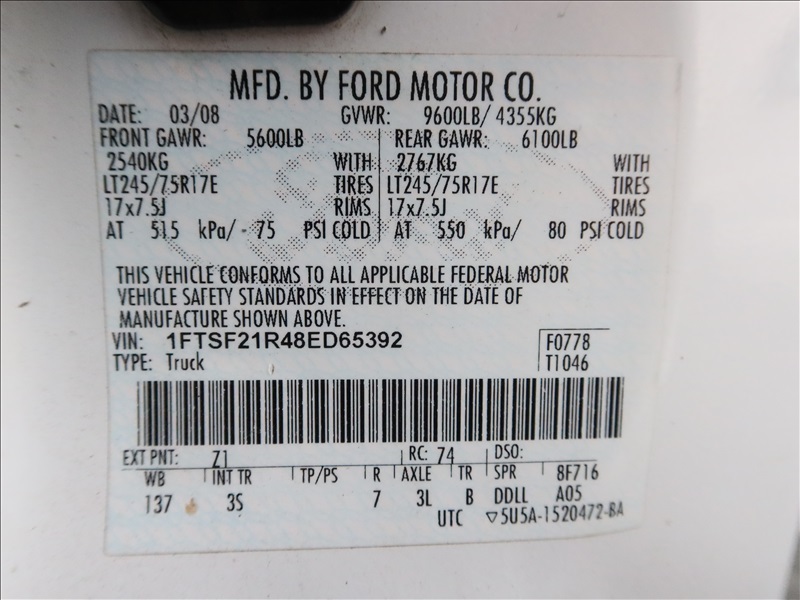 MFD. BY FORD MOTOR CO.
DATE: 03/08 GVWR: 9600LB/ 4355KG
FRONT GAWR: 5600LB REAR GAWR: 6100LB
2540KG WITH 2767KG WITH
LT245/75R17E TIRES LT245/75R17E TIRES
17x7.5J RIMS 17x7.5J RIMS
AT 515 kPa/- 75 PSI COLD AT 550 kPa/ 80 PSI COLD
THIS VEHICLE CONFORMS TO ALL APPLICABLE FEDERAL MOTOR
VEHICLE SAFETY STANDARDS IN EFFECT ON THE DATE OF
MANUFACTURE SHOWN ABOVE.
VIN: 1FTSF21R48ED65392 F0778
TYPE: Truck T1046
EXT PNT: Z1 RC: 74 DSO:
WB INT TR TP/PS R AXLE TR SPR 8F716
137 3S 7 3L B DDLL A05
UTC ▽5U5A-1520472-BA